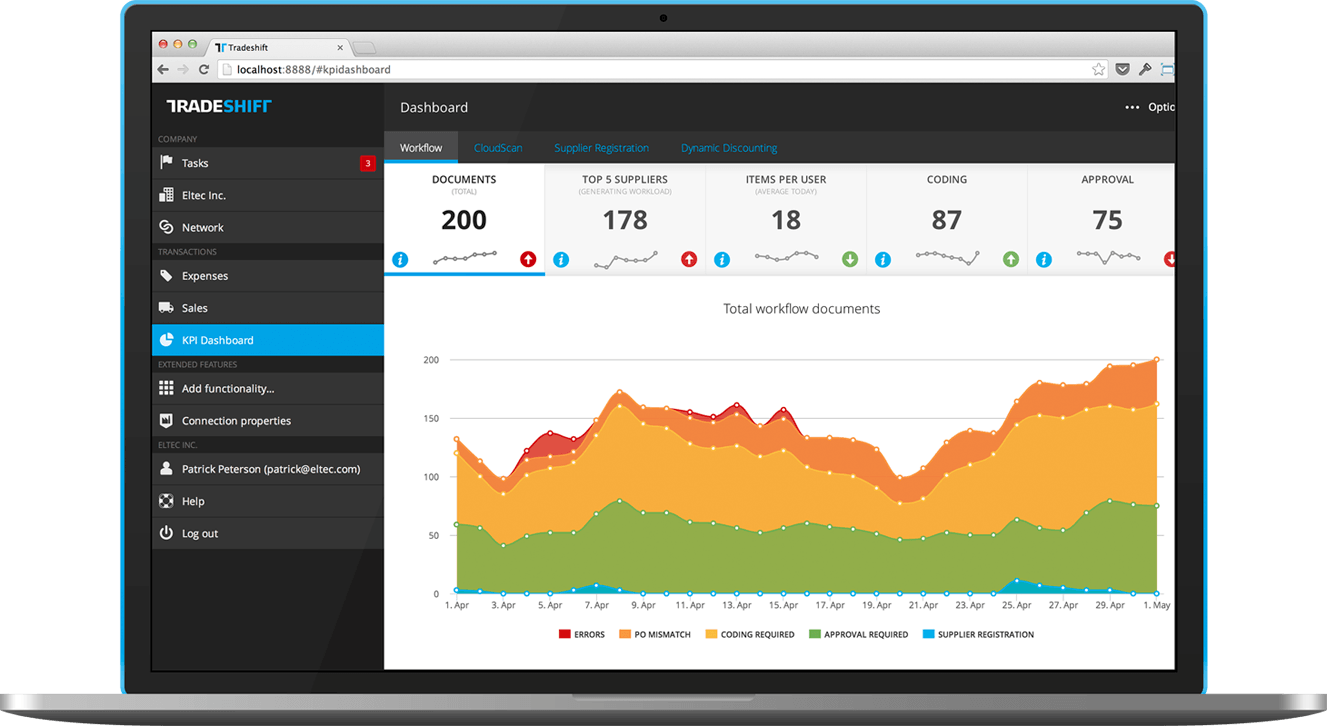 Tradeshift
localhost:8888/#kpidashboard
TRADESHIFT
Dashboard
Optio
COMPANY
Tasks
3
Eltec Inc.
Network
TRANSACTIONS
Expenses
Sales
KPI Dashboard
EXTENDED FEATURES
Add functionality...
Connection properties
ELTEC INC.
Patrick Peterson (patrick@eltec.com)
Help
Log out
Workflow CloudScan Supplier Registration Dynamic Discounting
DOCUMENTS
(TOTAL)
200
TOP 5 SUPPLIERS
(GENERATING WORKLOAD)
178
ITEMS PER USER
(AVERAGE TODAY)
18
CODING
87
APPROVAL
75
Total workflow documents
200
150
100
50
0
1. Apr 3. Apr 5. Apr 7. Apr 9. Apr 11. Apr 13. Apr 15. Apr 17. Apr 19. Apr 21. Apr 23. Apr 25. Apr 27. Apr 29. Apr 1. May
ERRORS PO MISMATCH CODING REQUIRED APPROVAL REQUIRED SUPPLIER REGISTRATION